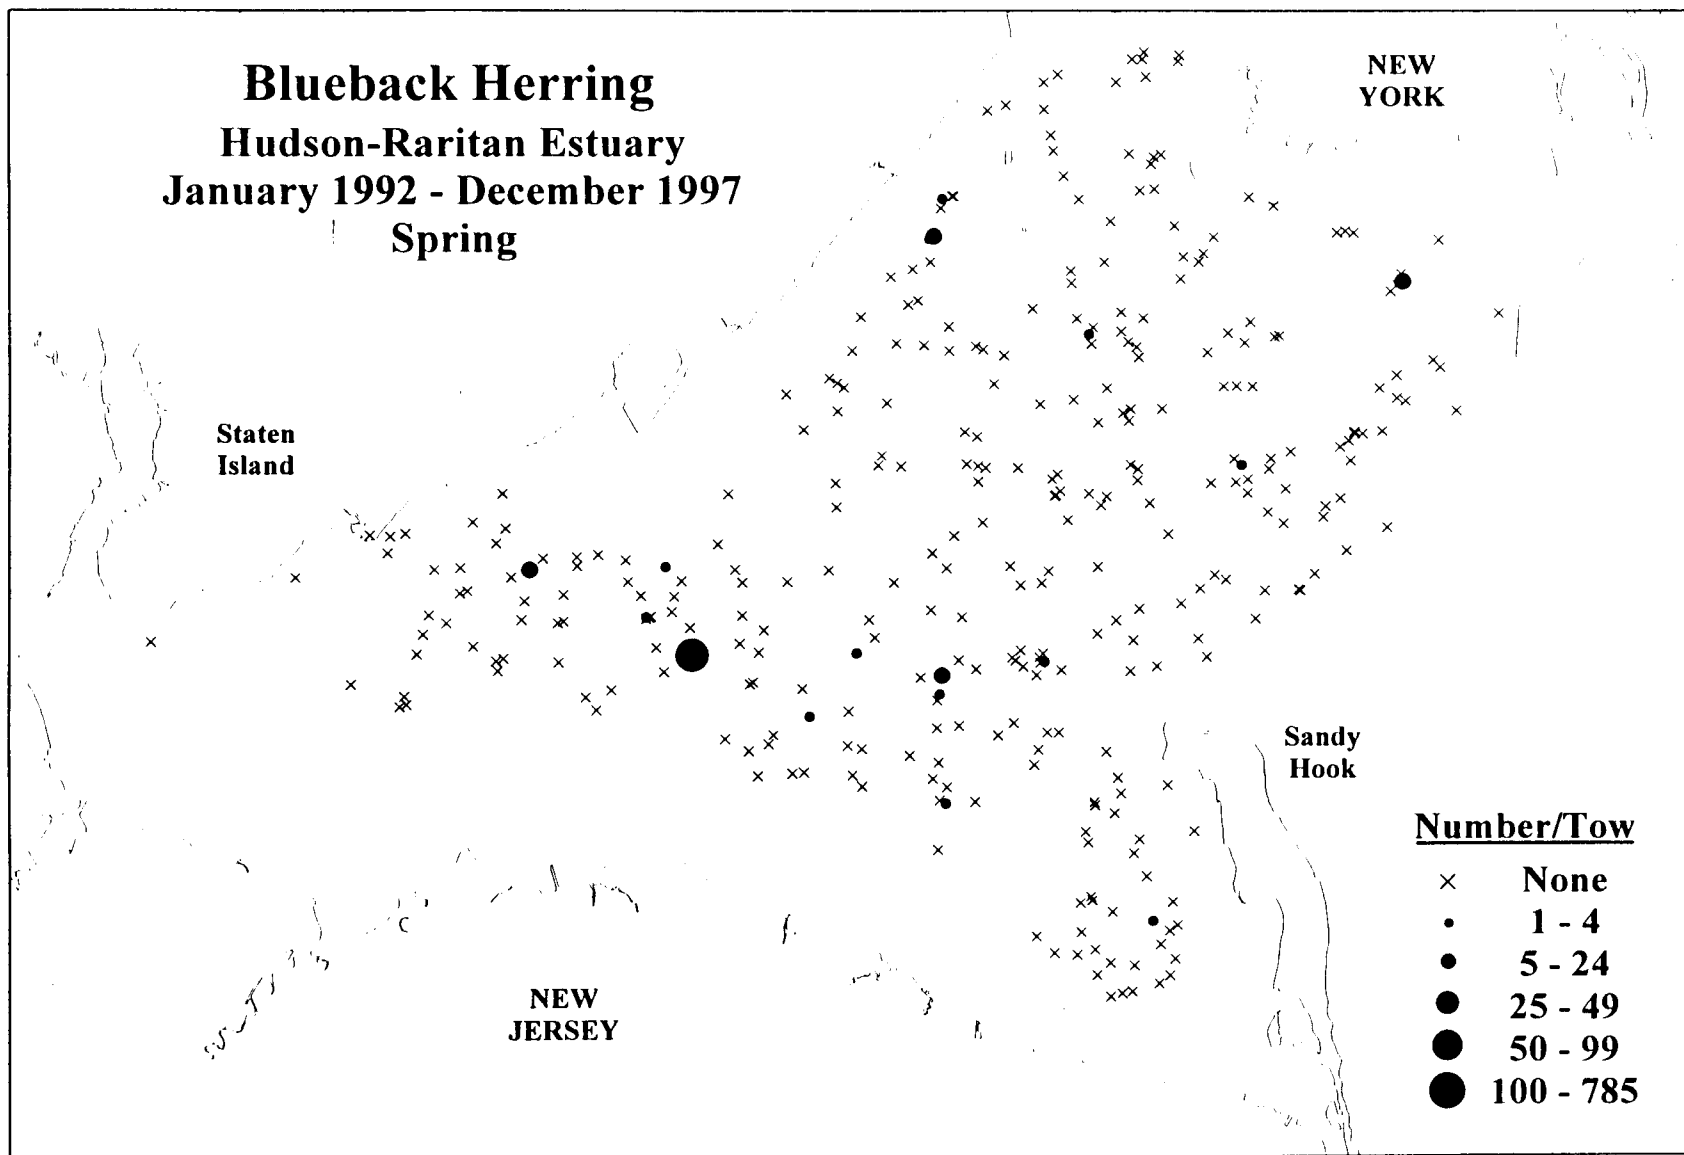 Blueback Herring
Hudson-Raritan Estuary
January 1992 - December 1997
Spring
NEW
YORK
Staten
Island
Sandy
Hook
NEW
JERSEY
Number/Tow
None
1 - 4
5 - 24
25 - 49
50 - 99
100 - 785